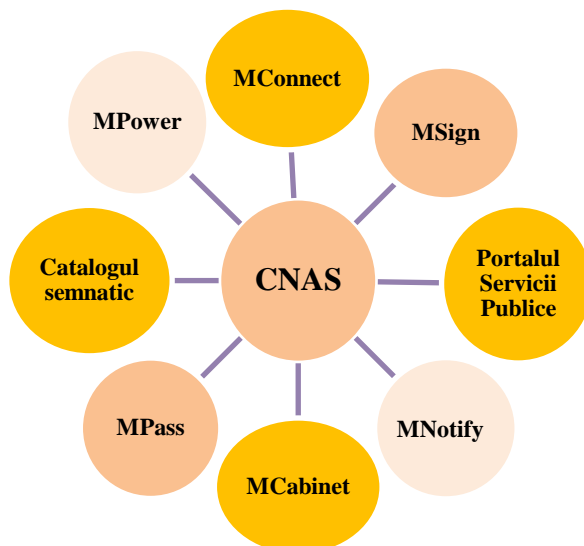 MConnect
MPower
MSign
Catalogul
semnatic
CNAS
Portalul
Servicii
Publice
MPass
MNotify
MCabinet